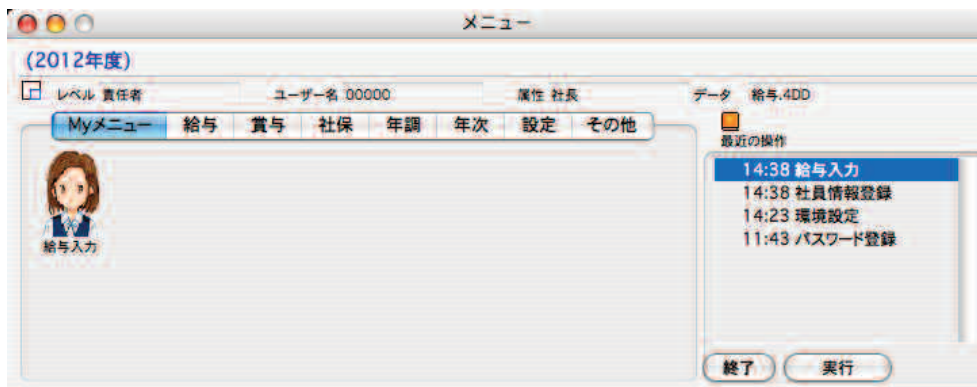 メニュー
(2012年度)
レベル 責任者 ユーザー名 00000 属性 社長 データ 給与.4DD
Myメニュー 給与 賞与 社保 年調 年次 設定 その他
最近の操作
14:38 給与入力
14:38 社員情報登録
14:23 環境設定
11:43 パスワード登録
給与入力
終了 実行